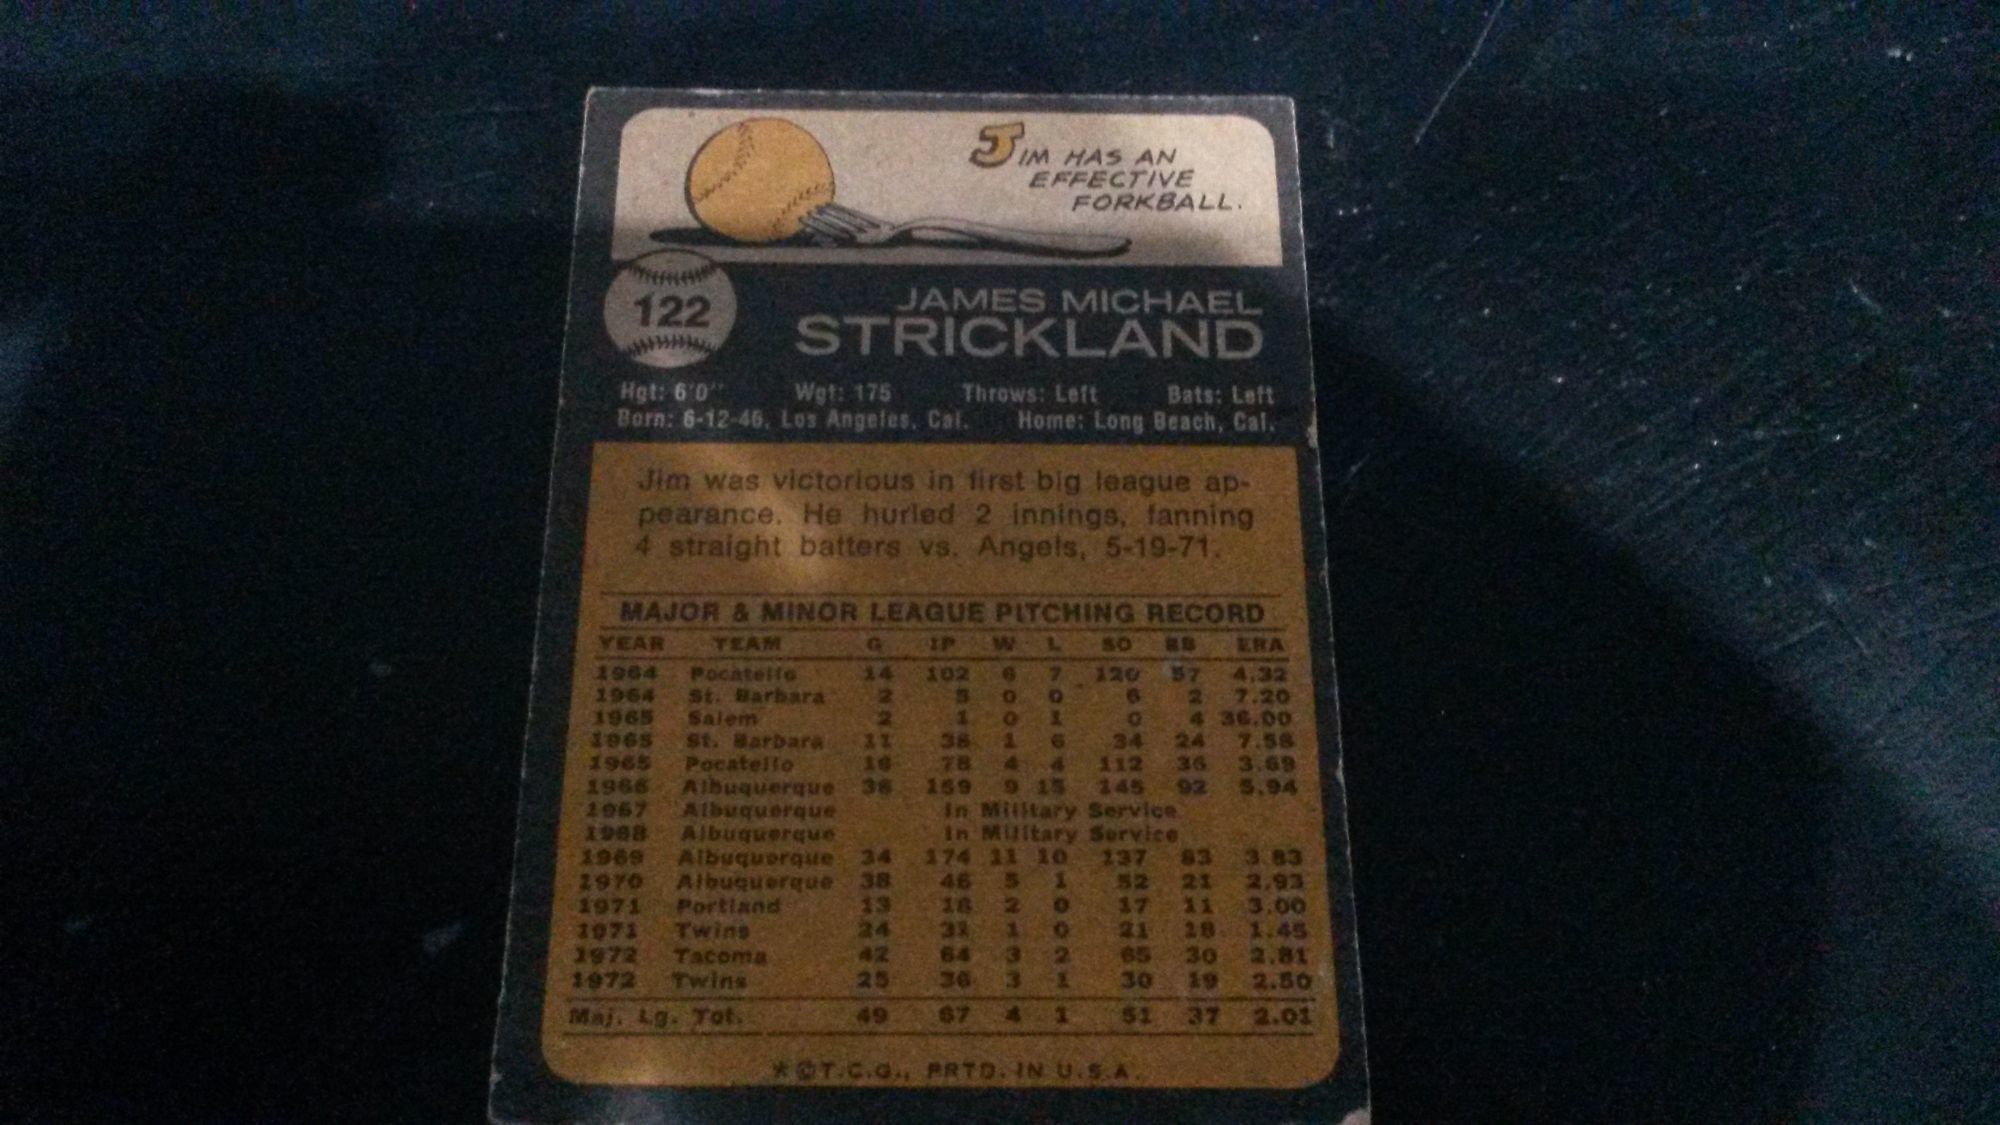 JIM HAS AN
EFFECTIVE
FORKBALL.
122
JAMES MICHAEL
STRICKLAND
Hgt: 6'0" Wgt: 175 Throws: Left Bats: Left
Born: 6-12-46, Los Angeles, Cal. Home: Long Beach, Cal.
Jim was victorious in first big league ap-
pearance. He hurled 2 innings, fanning
4 straight batters vs. Angels, 5-19-71.
MAJOR & MINOR LEAGUE PITCHING RECORD
YEAR TEAM G IP W L SO BB ERA
1964 Pocatello 14 102 6 7 120 57 4.32
1964 St. Barbara 2 5 0 0 6 2 7.20
1965 Salem 2 1 0 1 0 4 36.00
1965 St. Barbara 11 38 1 6 34 24 7.58
1965 Pocatello 16 78 4 4 112 36 3.69
1966 Albuquerque 36 159 9 15 145 92 5.94
1967 Albuquerque In Military Service
1968 Albuquerque In Military Service
1969 Albuquerque 34 174 11 10 137 83 3.83
1970 Albuquerque 38 46 5 1 52 21 2.93
1971 Portland 13 18 2 0 17 11 3.00
1971 Twins 24 31 1 0 21 18 1.45
1972 Tacoma 42 64 3 2 65 30 2.81
1972 Twins 25 36 3 1 30 19 2.50
Maj. Lg. Tot. 49 67 4 1 51 37 2.01
*©T.C.G., PRTD. IN U.S.A.